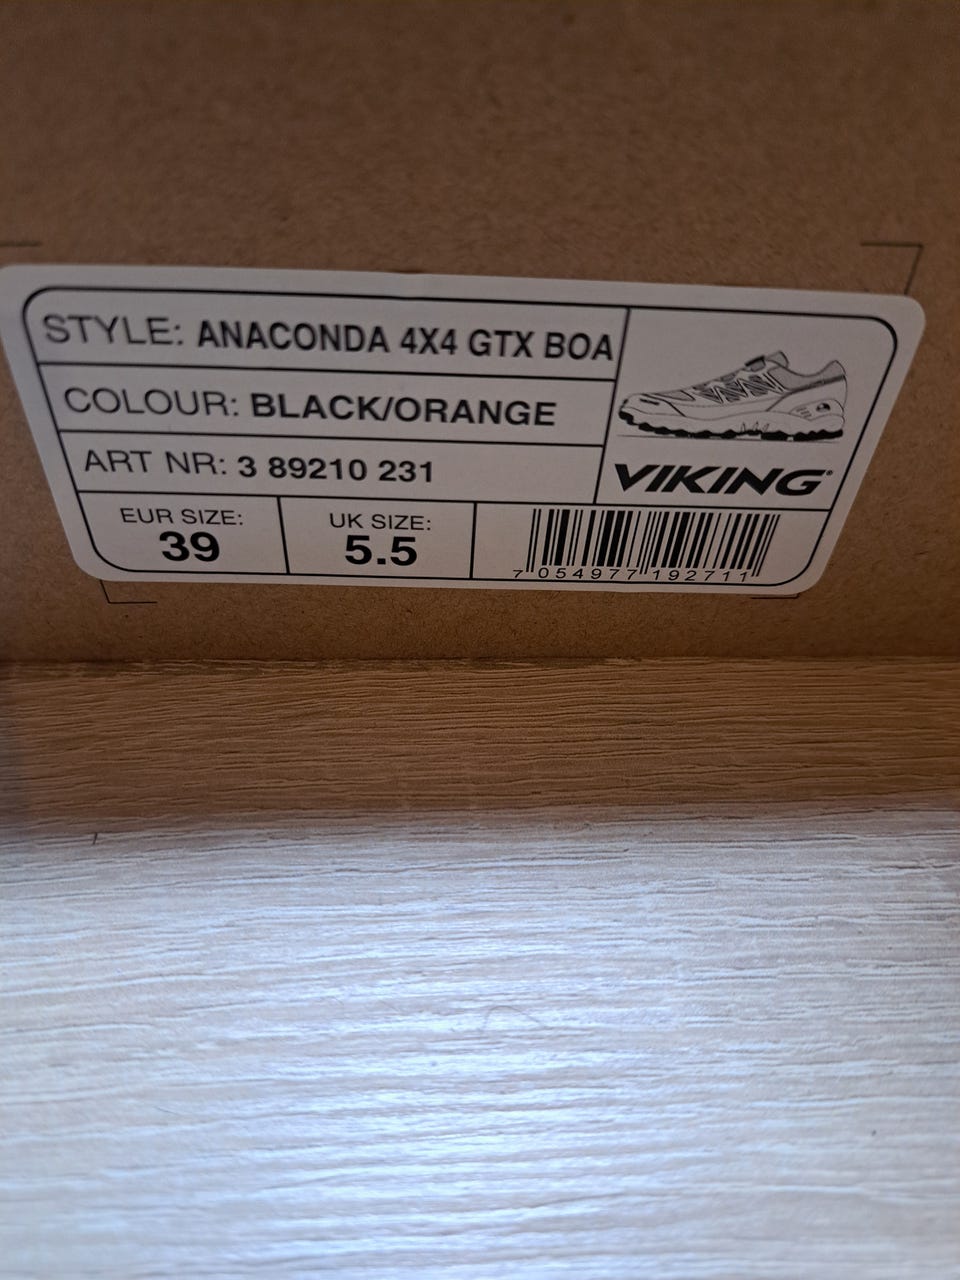 STYLE: ANACONDA 4X4 GTX BOA
COLOUR: BLACK/ORANGE
ART NR: 3 89210 231
VIKING®
EUR SIZE:
39
UK SIZE:
5.5
7 054977 192711